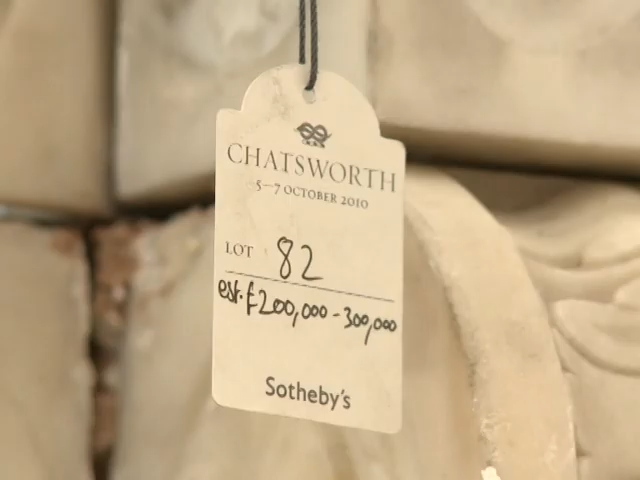 CHATSWORTH
5–7 OCTOBER 2010
LOT 82
est. £200,000 - 300,000
Sotheby's